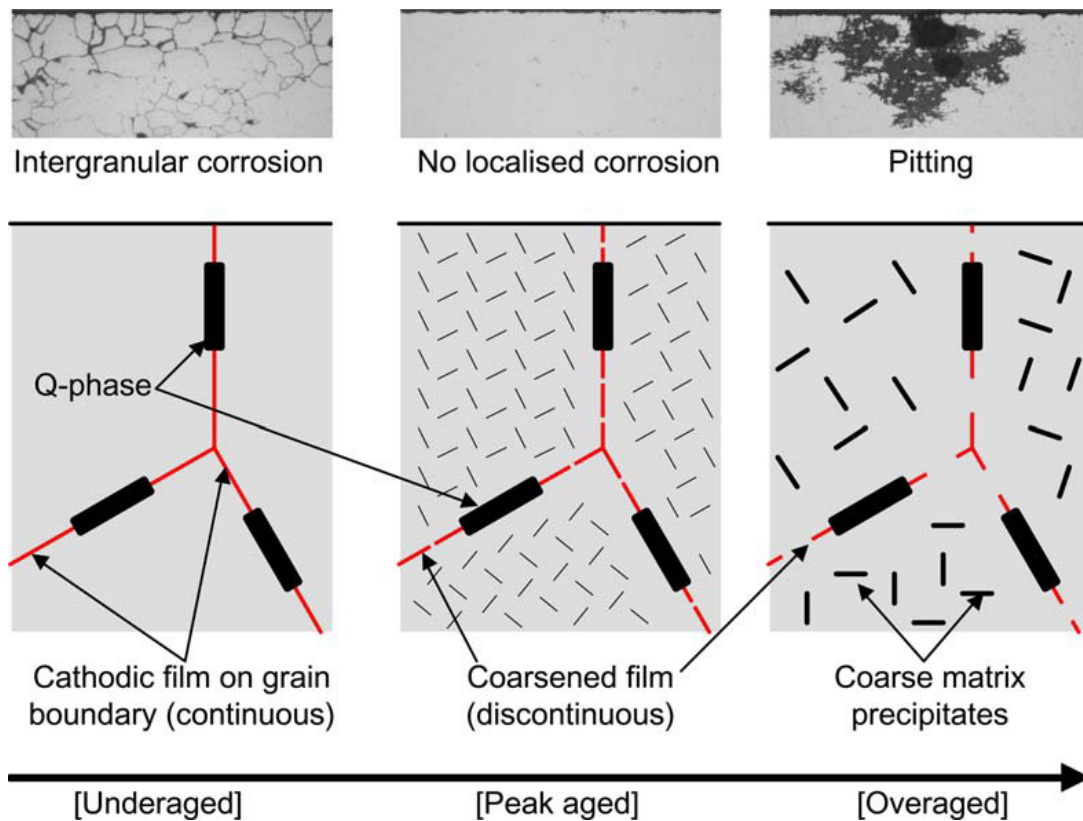 Intergranular corrosion
No localised corrosion
Pitting
Q-phase
Cathodic film on grain
boundary (continuous)
Coarsened film
(discontinuous)
Coarse matrix
precipitates
[Underaged]
[Peak aged]
[Overaged]